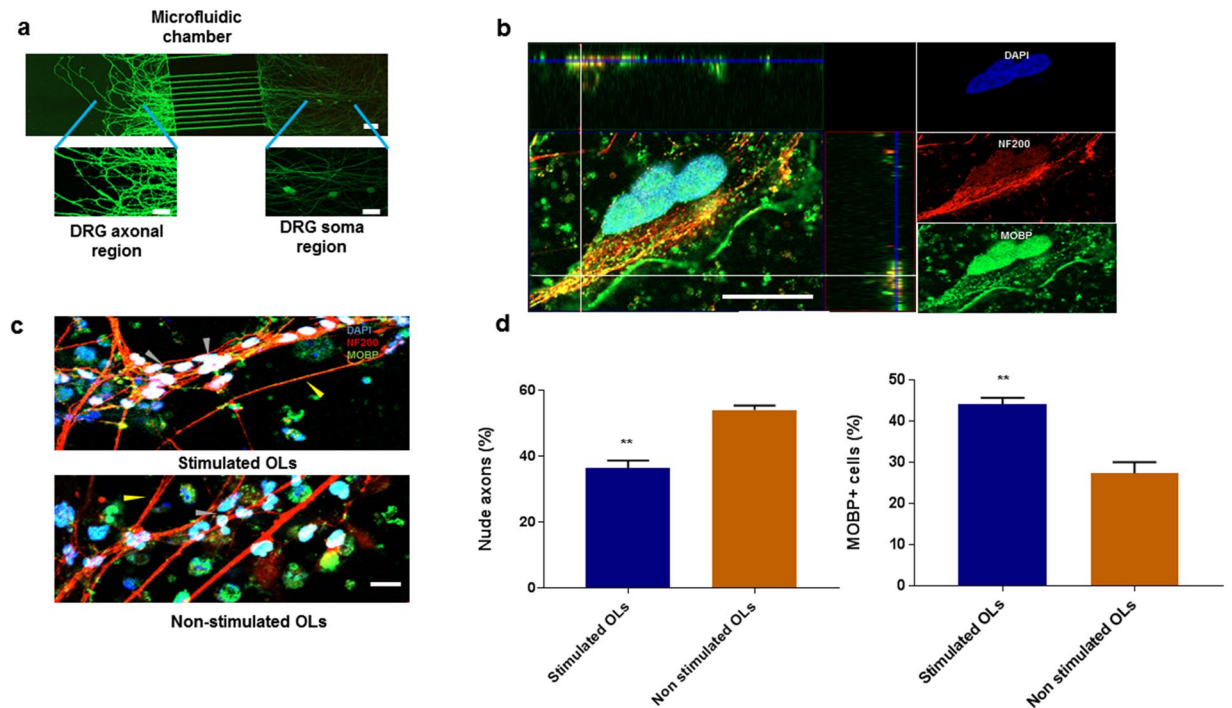 a
Microfluidic
chamber
DRG axonal
region
DRG soma
region
b
DAPI
NF200
MOBP
c
DAPI
NF200
MOBP
Stimulated OLs
Non-stimulated OLs
d
Nude axons (%)
60
40
20
0
**
Stimulated OLs
Non stimulated OLs
MOBP+ cells (%)
50
40
30
20
10
0
**
Stimulated OLs
Non stimulated OLs